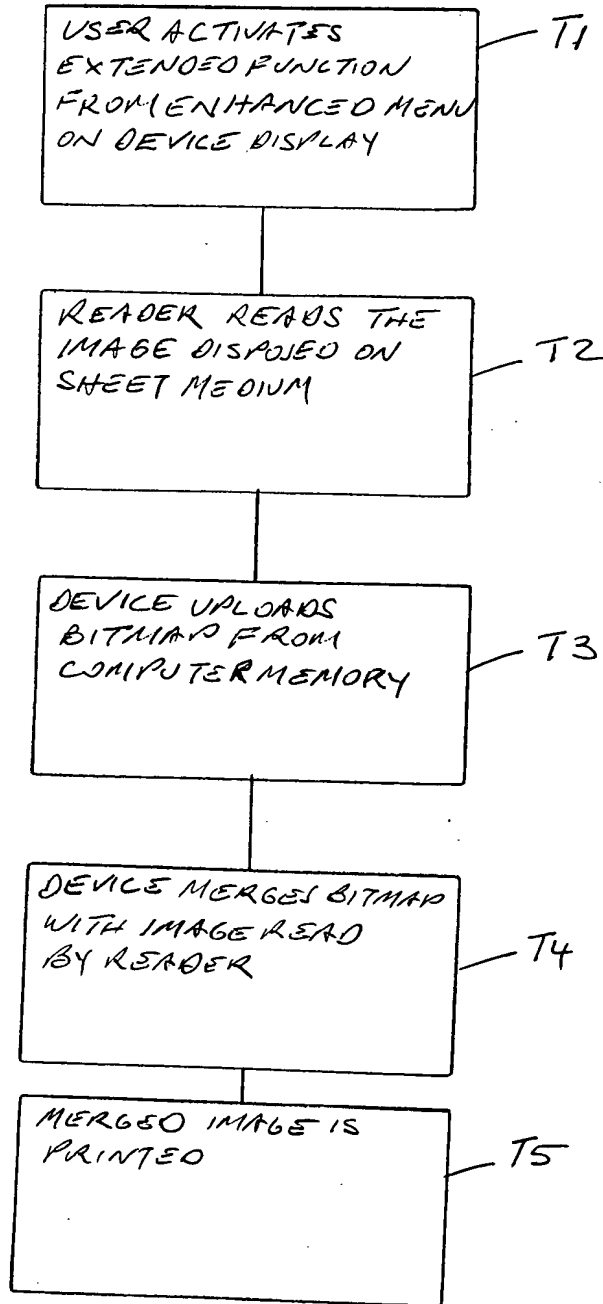 USER ACTIVATES
EXTENDED FUNCTION
FROM ENHANCED MENU
ON DEVICE DISPLAY
T1
READER READS THE
IMAGE DISPOSED ON
SHEET MEDIUM
T2
DEVICE UPLOADS
BITMAP FROM
COMPUTER MEMORY
T3
DEVICE MERGES BITMAP
WITH IMAGE READ
BY READER
T4
MERGED IMAGE IS
PRINTED
T5